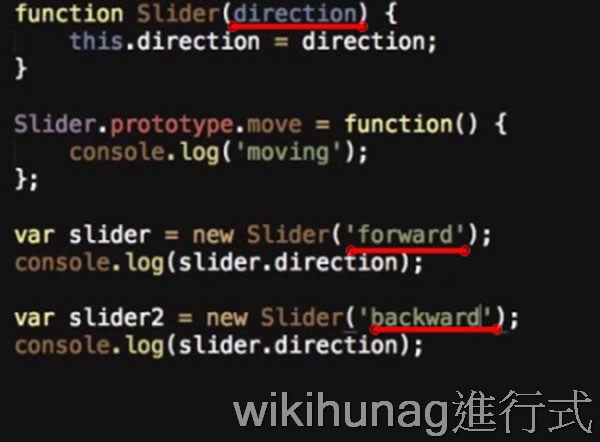 function Slider(direction) {
    this.direction = direction;
}

Slider.prototype.move = function() {
    console.log('moving');
};

var slider = new Slider('forward');
console.log(slider.direction);

var slider2 = new Slider('backward');
console.log(slider.direction);
wikihunag進行式